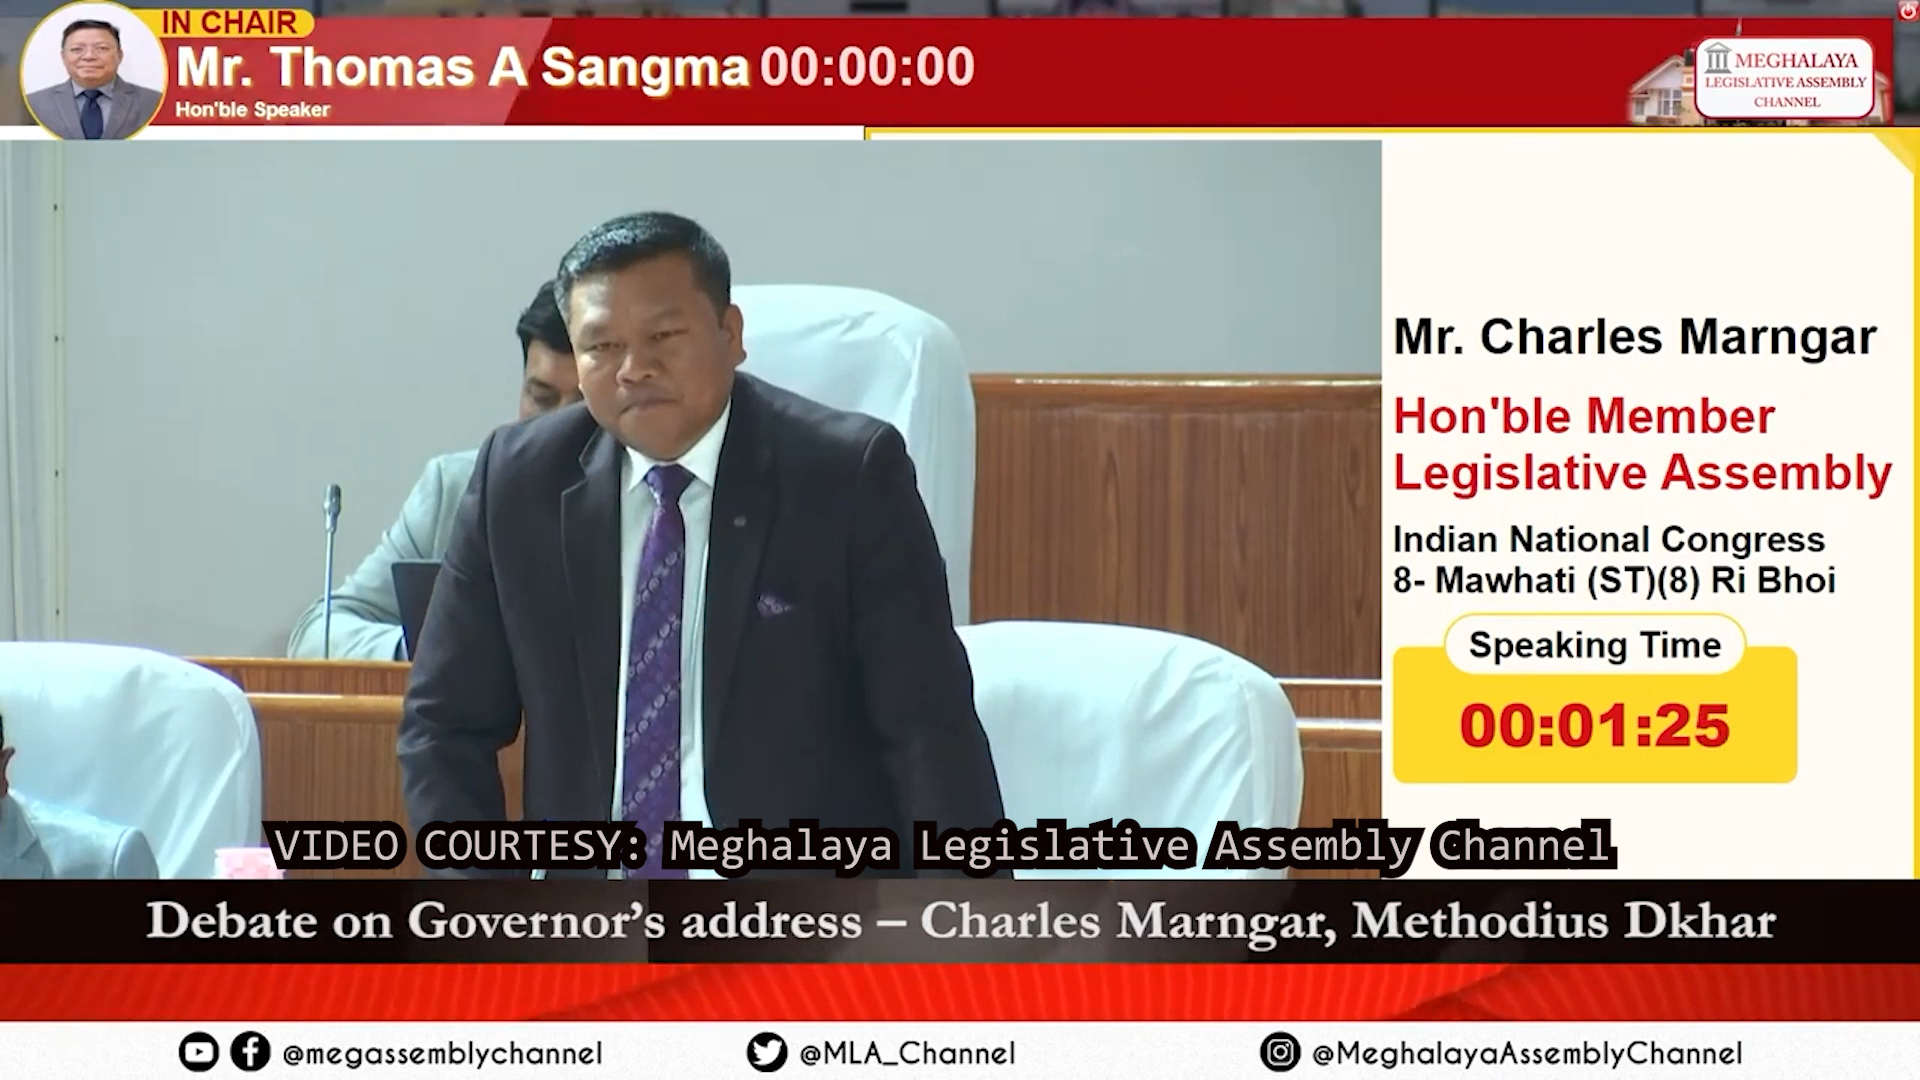 IN CHAIR
Mr. Thomas A Sangma 00:00:00
Hon'ble Speaker
MEGHALAYA
LEGISLATIVE ASSEMBLY
CHANNEL
Mr. Charles Marngar
Hon'ble Member
Legislative Assembly
Indian National Congress
8- Mawhati (ST)(8) Ri Bhoi
Speaking Time
00:01:25
VIDEO COURTESY: Meghalaya Legislative Assembly Channel
Debate on Governor’s address – Charles Marngar, Methodius Dkhar
@megassemblychannel
@MLA_Channel
@MeghalayaAssemblyChannel